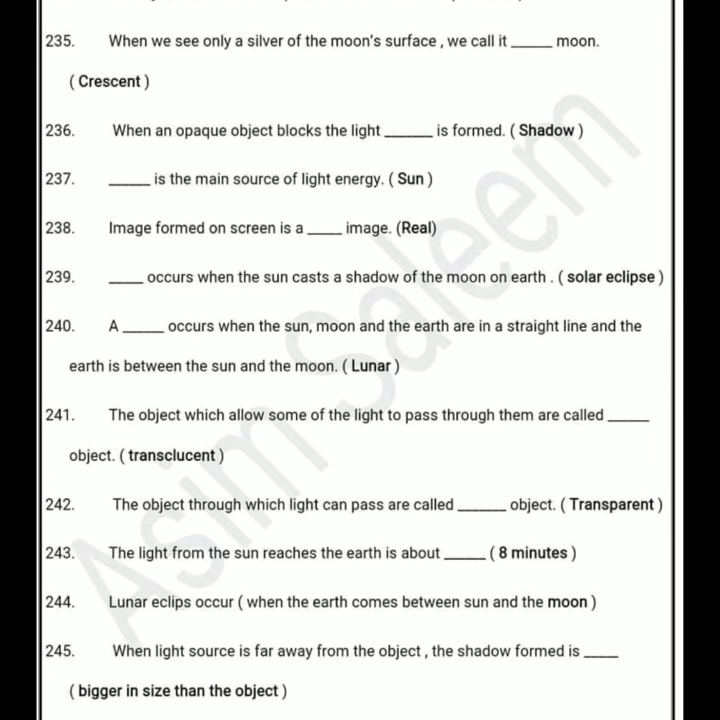 235. When we see only a silver of the moon's surface , we call it _____ moon.
( Crescent )
236. When an opaque object blocks the light ______ is formed. ( Shadow )
237. _____ is the main source of light energy. ( Sun )
238. Image formed on screen is a ____ image. (Real)
239. ____ occurs when the sun casts a shadow of the moon on earth . ( solar eclipse )
240. A _____ occurs when the sun, moon and the earth are in a straight line and the
earth is between the sun and the moon. ( Lunar )
241. The object which allow some of the light to pass through them are called _____
object. ( transclucent )
242. The object through which light can pass are called ______ object. ( Transparent )
243. The light from the sun reaches the earth is about _____ ( 8 minutes )
244. Lunar eclips occur ( when the earth comes between sun and the moon )
245. When light source is far away from the object , the shadow formed is ____
( bigger in size than the object )
Asim Saleem